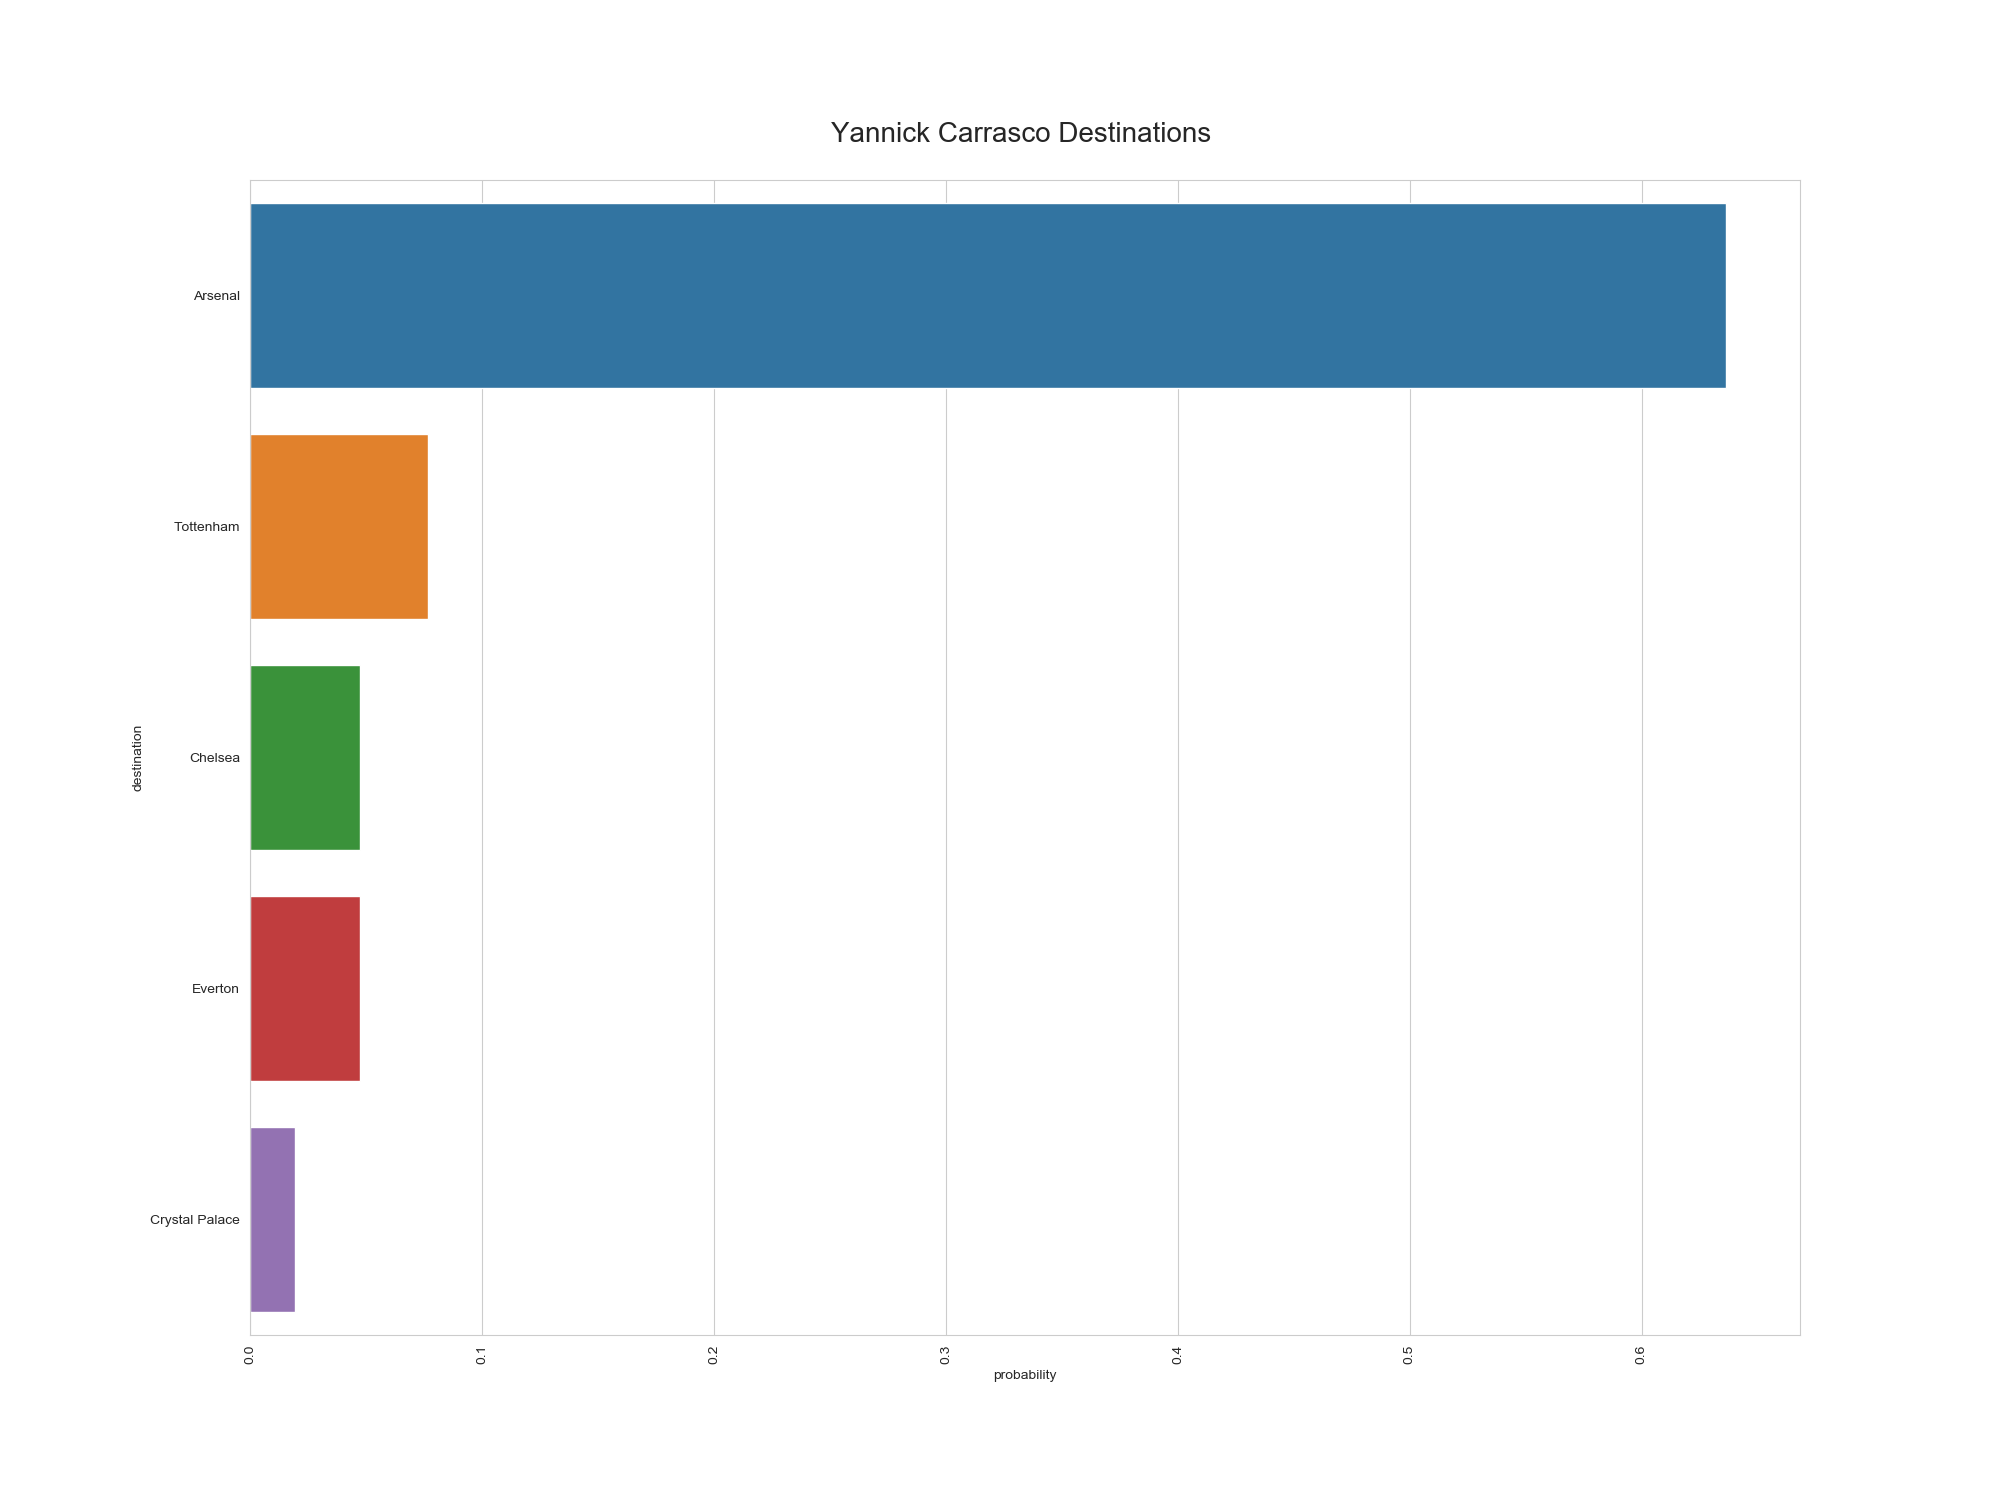 Yannick Carrasco Destinations
Arsenal
Tottenham
Chelsea
Everton
Crystal Palace
destination
0.0
0.1
0.2
0.3
0.4
0.5
0.6
probability